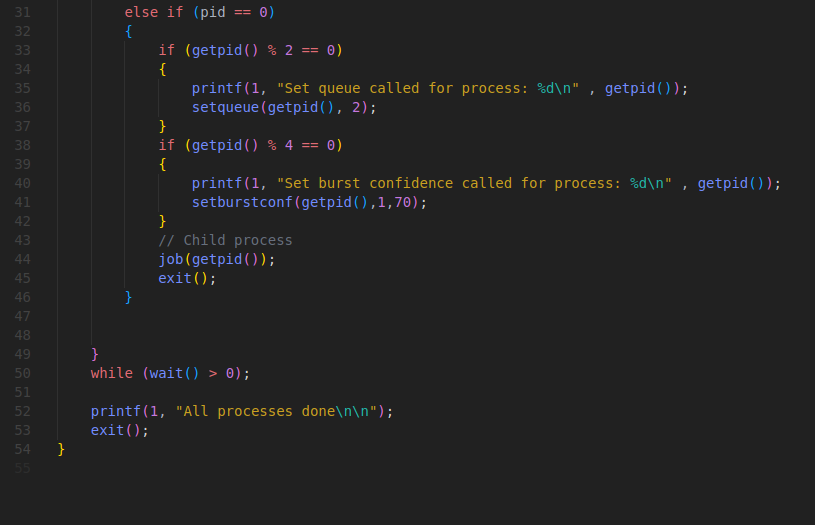 31 else if (pid == 0)
32 {
33 if (getpid() % 2 == 0)
34 {
35 printf(1, "Set queue called for process: %d\n" , getpid());
36 setqueue(getpid(), 2);
37 }
38 if (getpid() % 4 == 0)
39 {
40 printf(1, "Set burst confidence called for process: %d\n" , getpid());
41 setburstconf(getpid(),1,70);
42 }
43 // Child process
44 job(getpid());
45 exit();
46 }
47
48
49 }
50 while (wait() > 0);
51
52 printf(1, "All processes done\n\n");
53 exit();
54 }
55